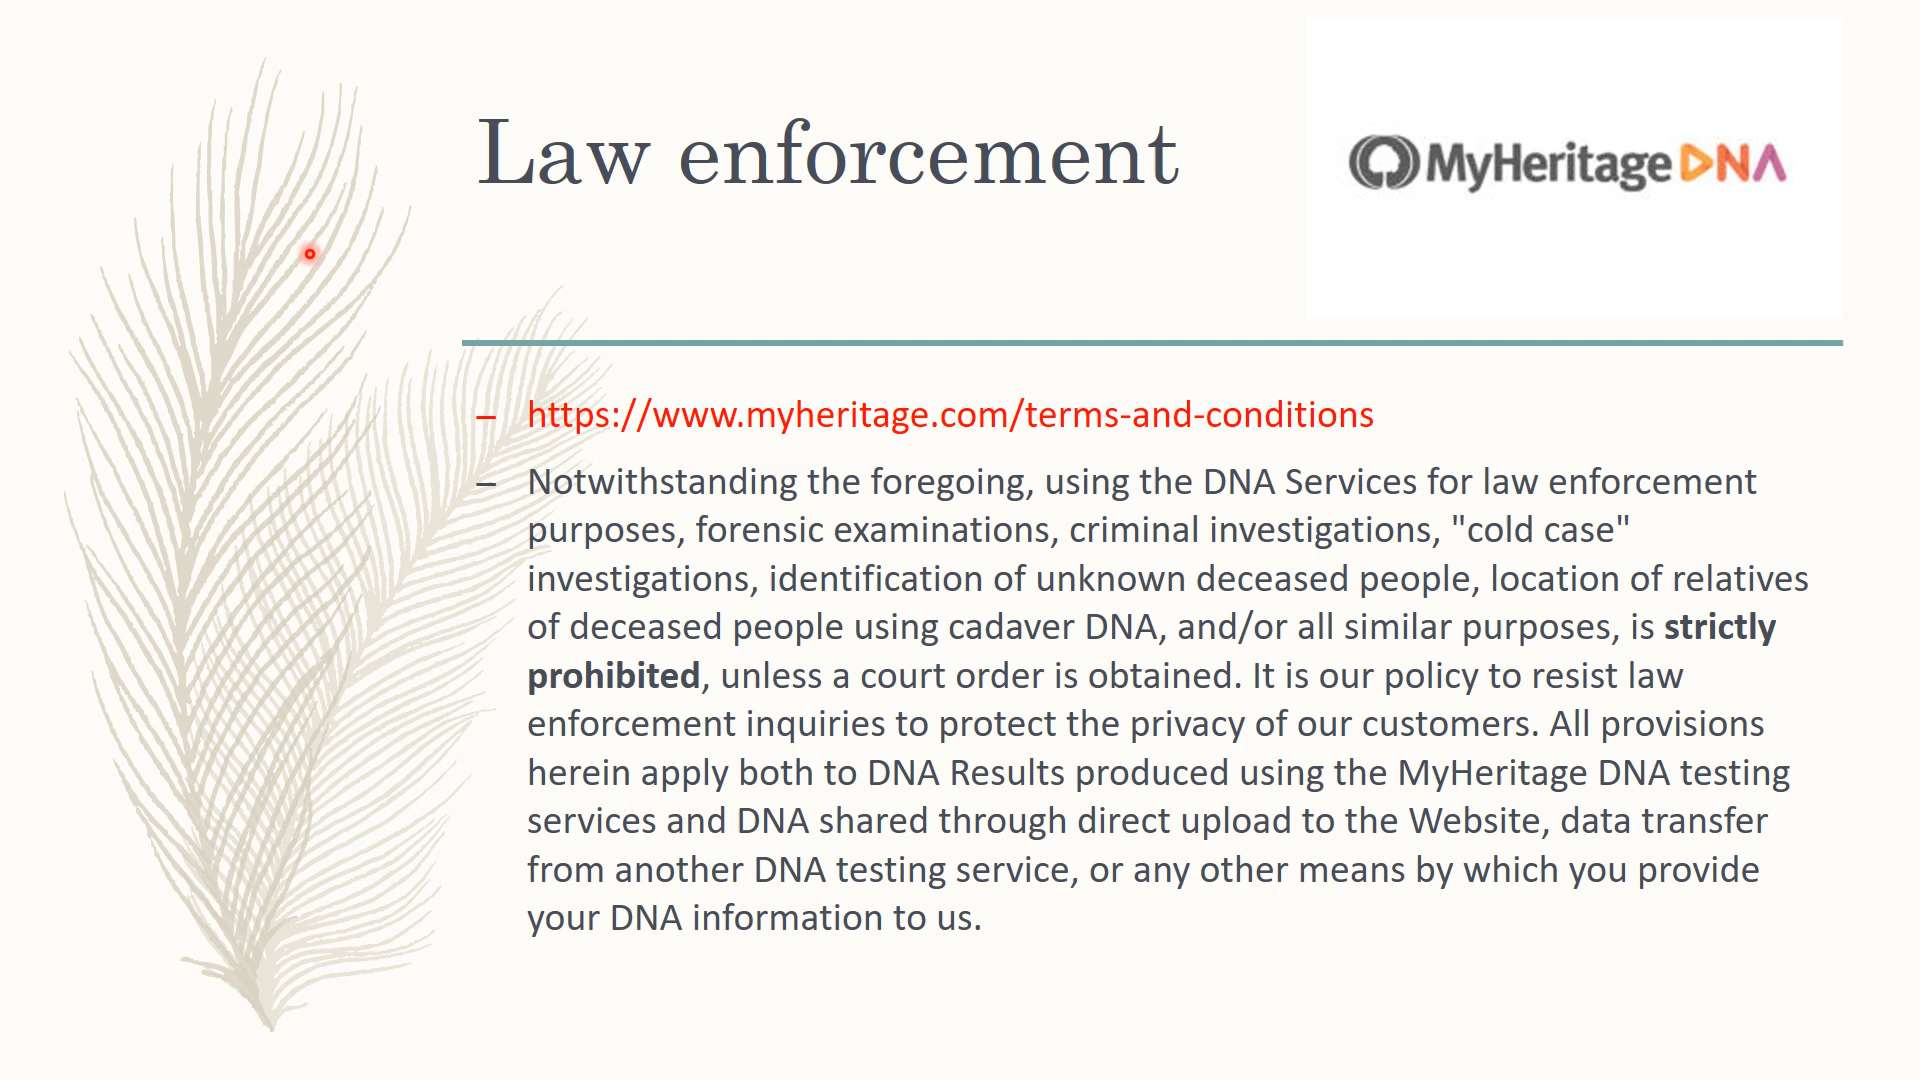 Law enforcement
MyHeritage DNA
– https://www.myheritage.com/terms-and-conditions
– Notwithstanding the foregoing, using the DNA Services for law enforcement
purposes, forensic examinations, criminal investigations, "cold case"
investigations, identification of unknown deceased people, location of relatives
of deceased people using cadaver DNA, and/or all similar purposes, is strictly
prohibited, unless a court order is obtained. It is our policy to resist law
enforcement inquiries to protect the privacy of our customers. All provisions
herein apply both to DNA Results produced using the MyHeritage DNA testing
services and DNA shared through direct upload to the Website, data transfer
from another DNA testing service, or any other means by which you provide
your DNA information to us.